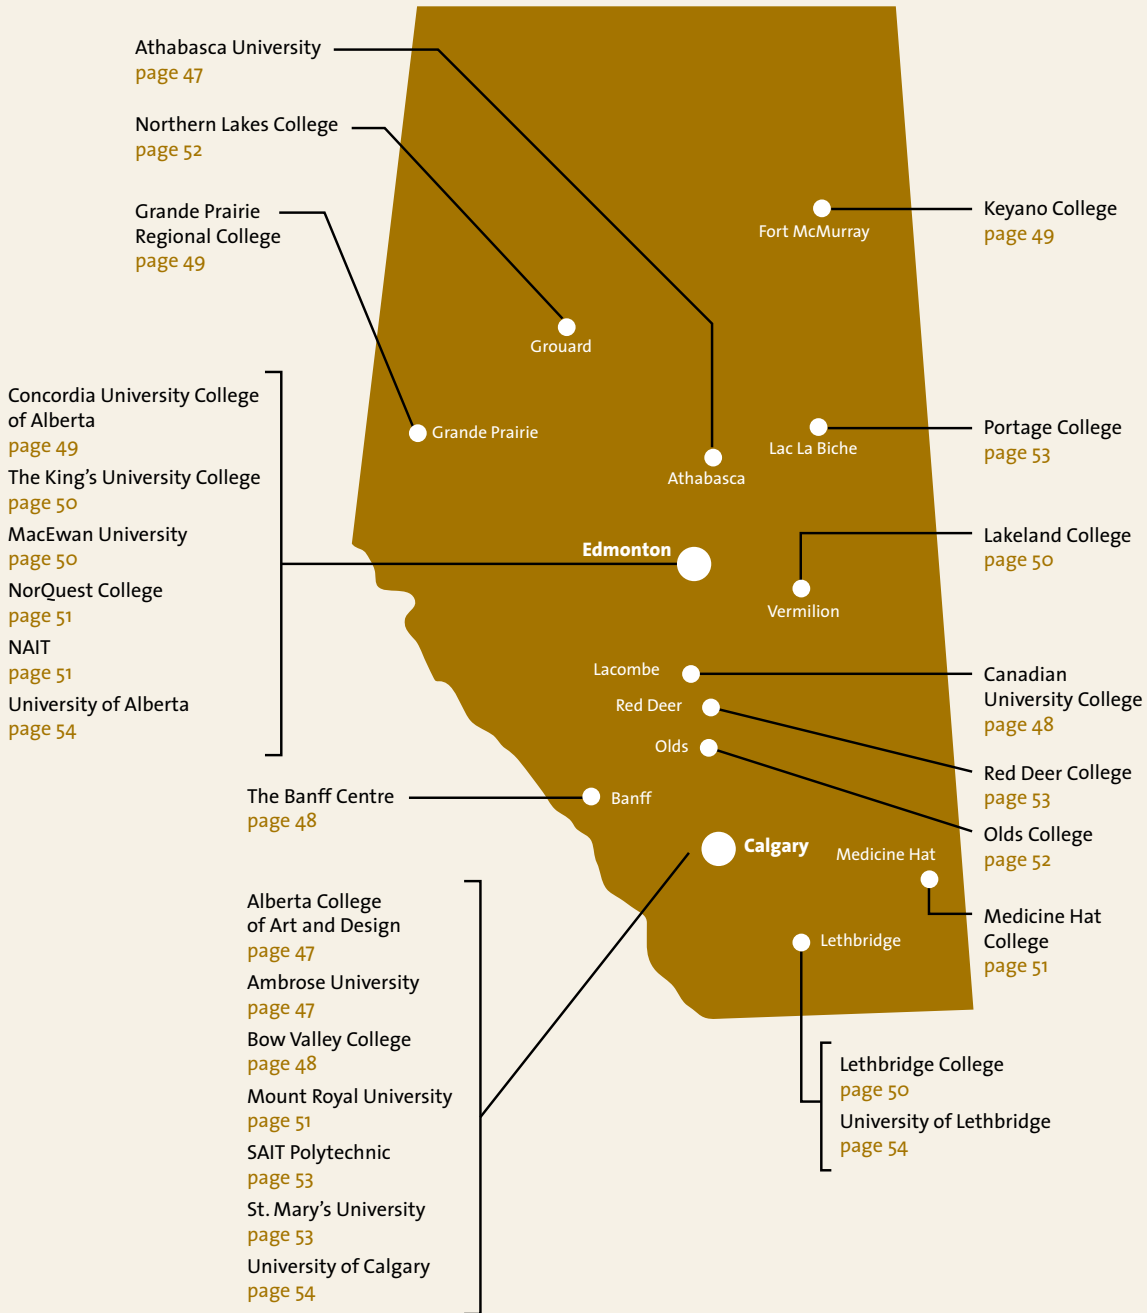 Athabasca University
page 47
Northern Lakes College
page 52
Grande Prairie
Regional College
page 49
Keyano College
page 49
Fort McMurray
Grouard
Grande Prairie
Athabasca
Lac La Biche
Portage College
page 53
Concordia University College
of Alberta
page 49
The King's University College
page 50
MacEwan University
page 50
NorQuest College
page 51
NAIT
page 51
University of Alberta
page 54
Edmonton
Vermilion
Lakeland College
page 50
Lacombe
Canadian
University College
page 48
Red Deer
Red Deer College
page 53
Olds
Olds College
page 52
The Banff Centre
page 48
Banff
Calgary
Medicine Hat
Medicine Hat
College
page 51
Lethbridge
Alberta College
of Art and Design
page 47
Ambrose University
page 47
Bow Valley College
page 48
Mount Royal University
page 51
SAIT Polytechnic
page 53
St. Mary's University
page 53
University of Calgary
page 54
Lethbridge College
page 50
University of Lethbridge
page 54